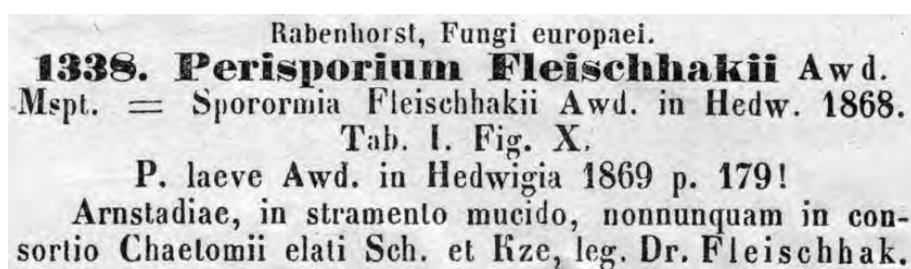 Rabenhorst, Fungi europaei.
1338. Perisporium Fleischhakii Awd.
Mspt. = Sporormia Fleischhakii Awd. in Hedw. 1868.
Tab. I. Fig. X.
P. laeve Awd. in Hedwigia 1869 p. 179!
Arnstadiae, in stramento mucido, nonnunquam in con-
sortio Chaetomii elati Sch. et Kze, leg. Dr. Fleischhak.